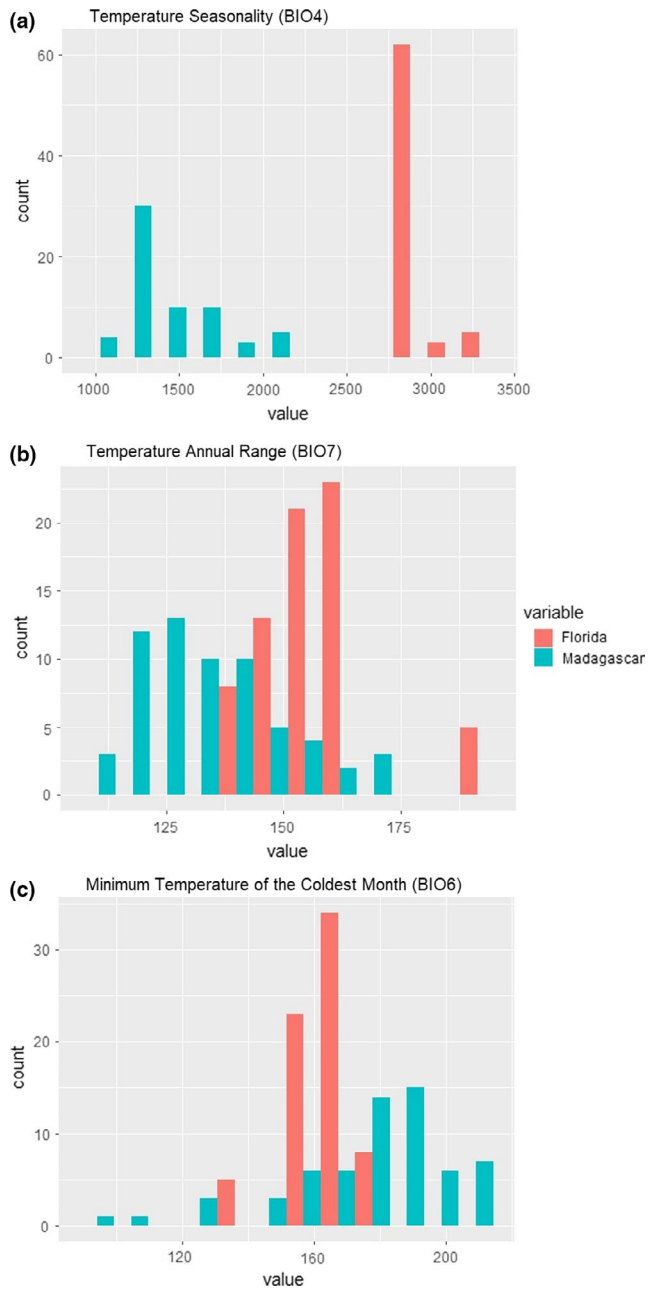 (a)
Temperature Seasonality (BIO4)
60
40
20
0
count
1000 1500 2000 2500 3000 3500
value
(b)
Temperature Annual Range (BIO7)
20
15
10
5
0
count
125 150 175
value
variable
Florida
Madagascar
(c)
Minimum Temperature of the Coldest Month (BIO6)
30
20
10
0
count
120 160 200
value